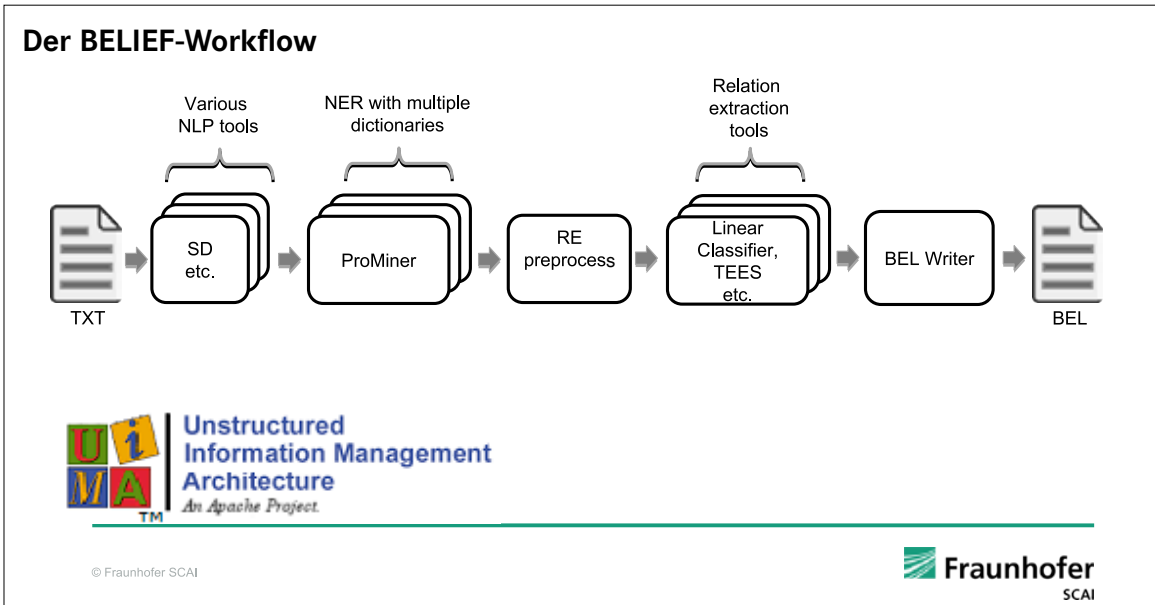 Der BELIEF-Workflow
Various
NLP tools
NER with multiple
dictionaries
Relation
extraction
tools
SD
etc.
ProMiner
RE
preprocess
Linear
Classifier,
TEES
etc.
BEL Writer
TXT
BEL
UiMA
TM
Unstructured
Information Management
Architecture
An Apache Project.
© Fraunhofer SCAI
Fraunhofer
SCAI